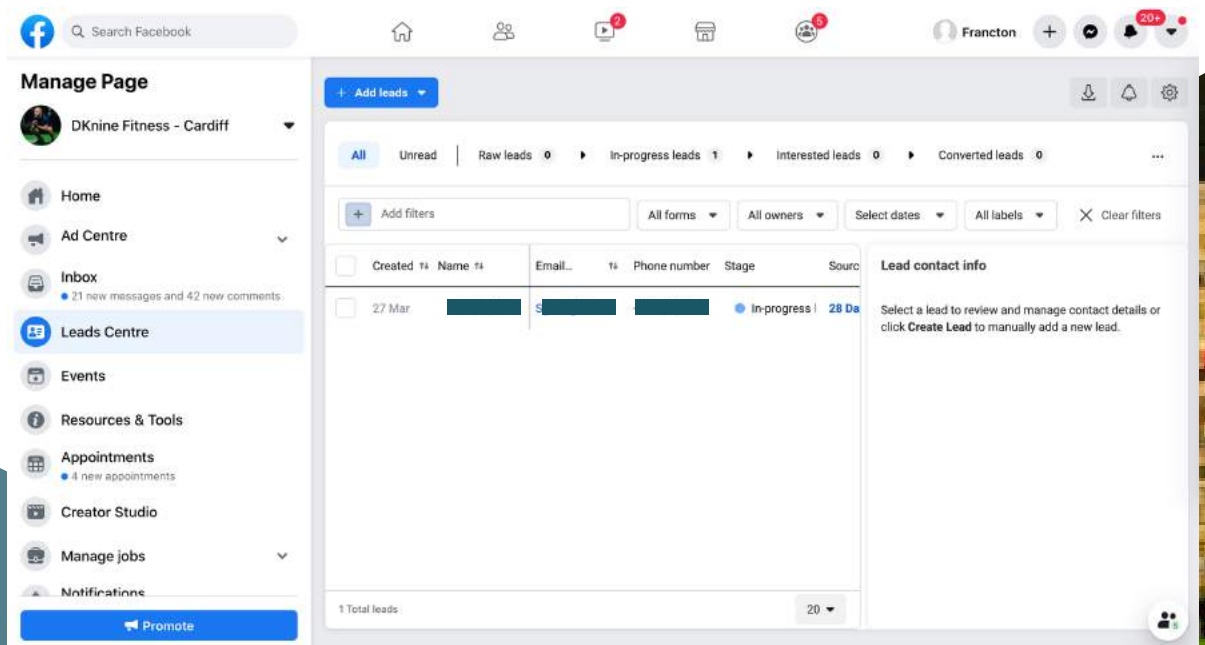 Search Facebook
2
5
Francton
20+
Manage Page
DKnine Fitness - Cardiff
Home
Ad Centre
Inbox
21 new messages and 42 new comments
Leads Centre
Events
Resources & Tools
Appointments
4 new appointments
Creator Studio
Manage jobs
Notifications
Promote
+ Add leads
All Unread Raw leads 0 In-progress leads 1 Interested leads 0 Converted leads 0 ...
+ Add filters All forms All owners Select dates All labels Clear filters
Created Name Email... Phone number Stage Sourc
27 Mar S In-progress 28 Da
1 Total leads 20
Lead contact info
Select a lead to review and manage contact details or
click Create Lead to manually add a new lead.